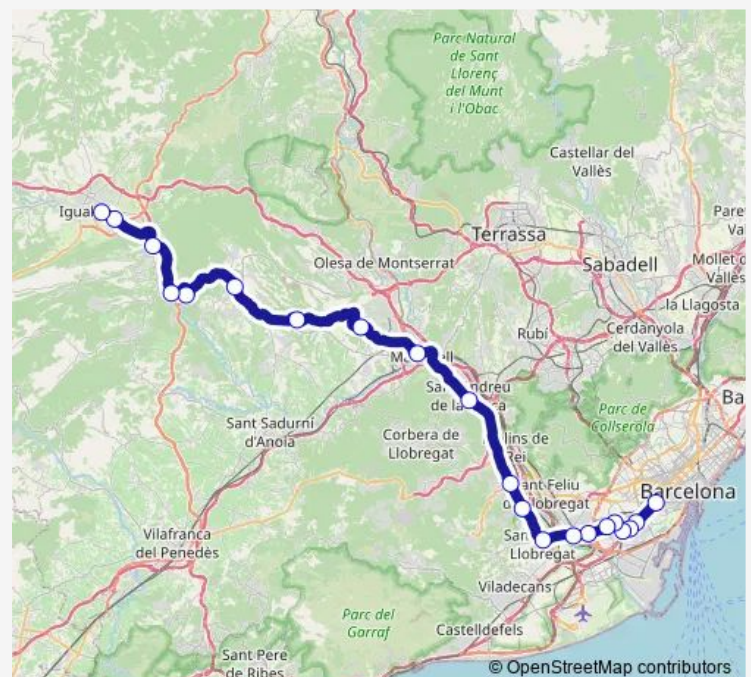 Parc Natural
de Sant
Llorenç
del Munt
i l'Obac
Castellar del
Vallès
Terrassa
Olesa de Montserrat
Sabadell
Mollet d
Vallès
la Llagosta
Rubí
Cerdanyola
del Vallès
Parc de
Collserola
Sant Sadurní
d'Anoia
Corbera de
Llobregat
Barcelona
Llobregat
Vilafranca
del Penedès
Viladecans
Parc del
Garraf
Castelldefels
Sant Pere
de Ribes
© OpenStreetMap contributors